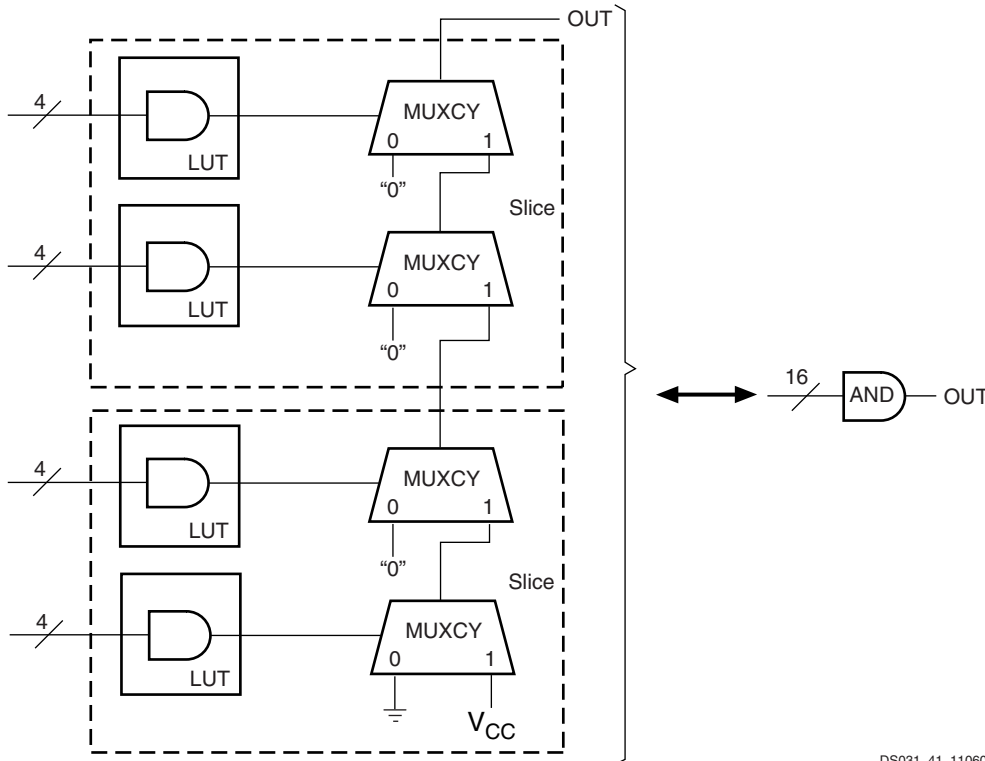 OUT
4
LUT
MUXCY
0 1
“0”
Slice
4
LUT
MUXCY
0 1
“0”
16
AND
OUT
4
LUT
MUXCY
0 1
“0”
Slice
4
LUT
MUXCY
0 1
VCC
DS031_41_11060